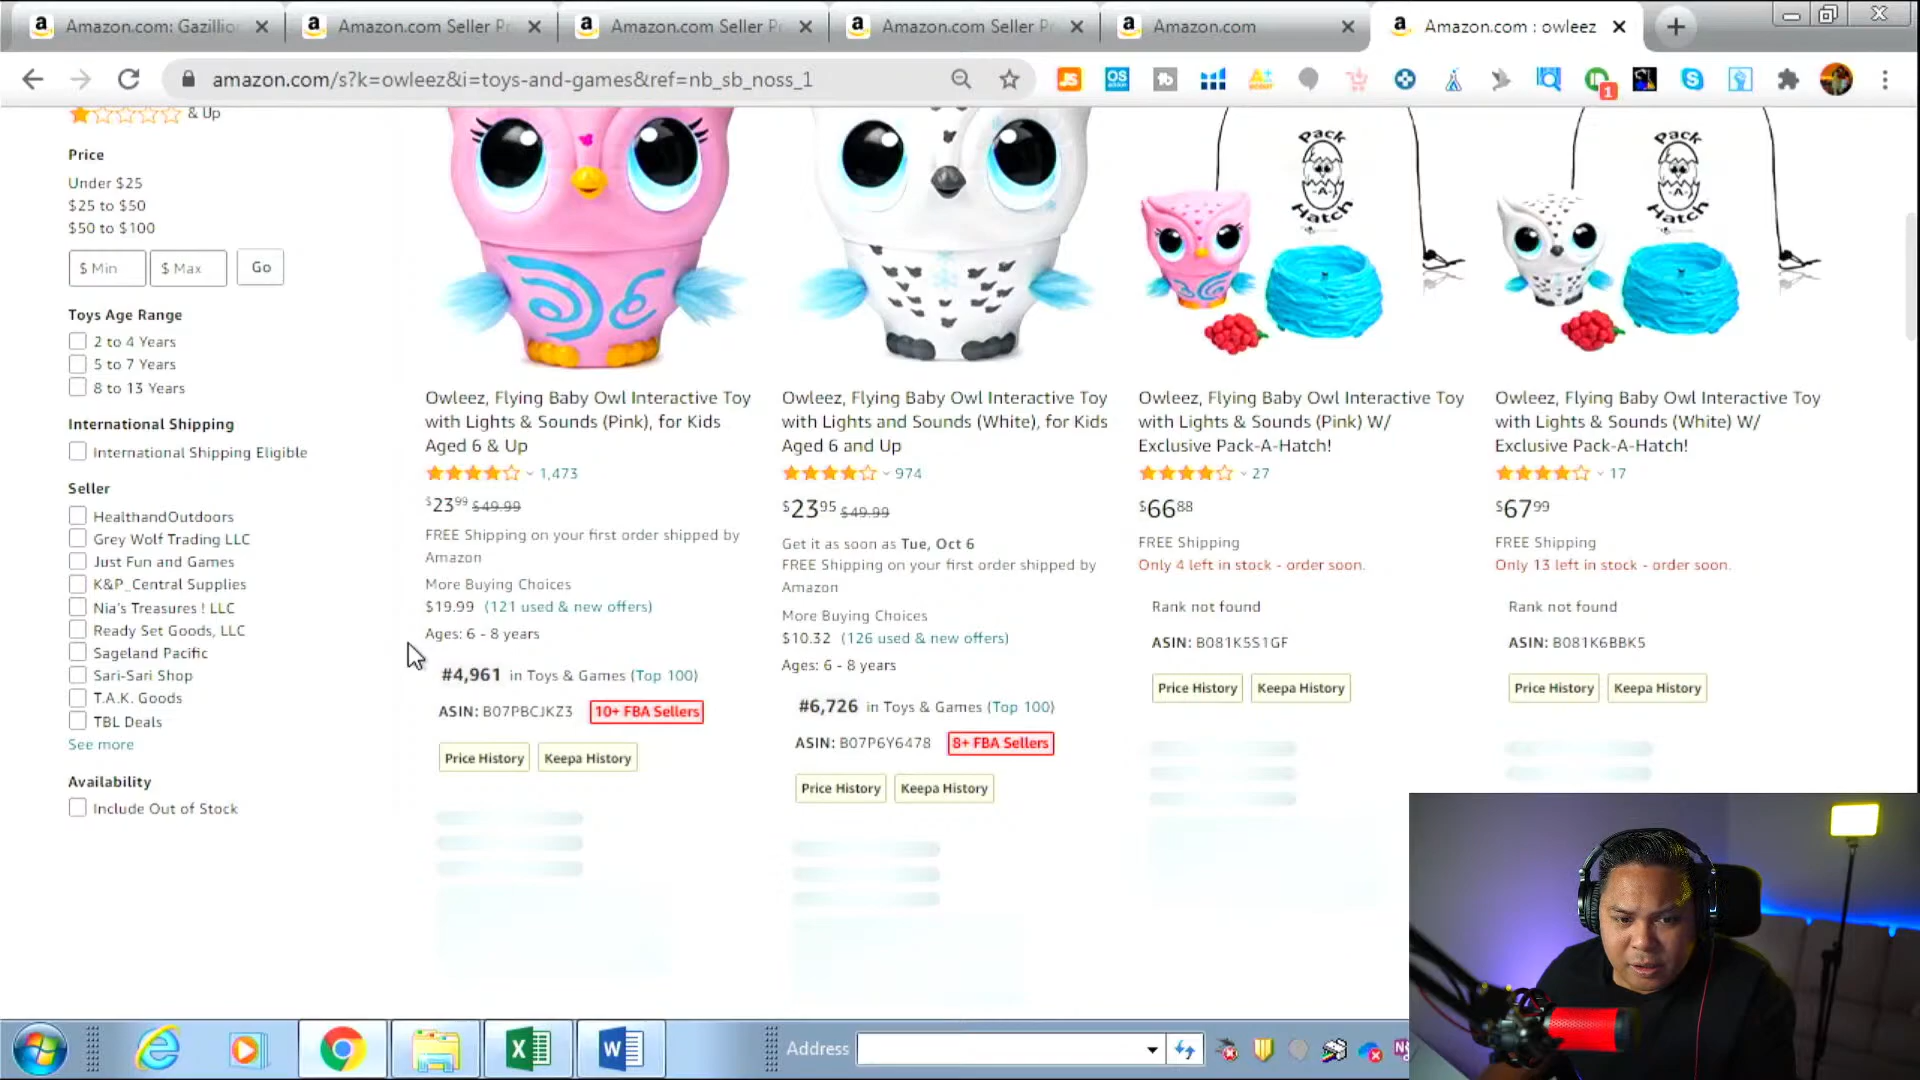 Amazon.com: Gazillio
Amazon.com Seller Pr
Amazon.com Seller Pr
Amazon.com Seller Pr
Amazon.com
Amazon.com : owleez
amazon.com/s?k=owleez&i=toys-and-games&ref=nb_sb_noss_1
JS
OS
1
& Up
Price
Under $25
$25 to $50
$50 to $100
$ Min
$ Max
Go
Toys Age Range
2 to 4 Years
5 to 7 Years
8 to 13 Years
International Shipping
International Shipping Eligible
Seller
HealthandOutdoors
Grey Wolf Trading LLC
Just Fun and Games
K&P_Central Supplies
Nia's Treasures ! LLC
Ready Set Goods, LLC
Sageland Pacific
Sari-Sari Shop
T.A.K. Goods
TBL Deals
See more
Availability
Include Out of Stock
Owleez, Flying Baby Owl Interactive Toy
with Lights & Sounds (Pink), for Kids
Aged 6 & Up
1,473
$23.99 $49.99
FREE Shipping on your first order shipped by
Amazon
More Buying Choices
$19.99 (121 used & new offers)
Ages: 6 - 8 years
#4,961 in Toys & Games (Top 100)
ASIN: B07PBCJKZ3 10+ FBA Sellers
Price History Keepa History
Owleez, Flying Baby Owl Interactive Toy
with Lights and Sounds (White), for Kids
Aged 6 and Up
974
$23.95 $49.99
Get it as soon as Tue, Oct 6
FREE Shipping on your first order shipped by
Amazon
More Buying Choices
$10.32 (126 used & new offers)
Ages: 6 - 8 years
#6,726 in Toys & Games (Top 100)
ASIN: B07P6Y6478 8+ FBA Sellers
Price History Keepa History
Pack
-A-
Hatch
Owleez, Flying Baby Owl Interactive Toy
with Lights & Sounds (Pink) W/
Exclusive Pack-A-Hatch!
27
$66.88
FREE Shipping
Only 4 left in stock - order soon.
Rank not found
ASIN: B081K5S1GF
Price History Keepa History
Pack
-A-
Hatch
Owleez, Flying Baby Owl Interactive Toy
with Lights & Sounds (White) W/
Exclusive Pack-A-Hatch!
17
$67.99
FREE Shipping
Only 13 left in stock - order soon.
Rank not found
ASIN: B081K6BBK5
Price History Keepa History
Address